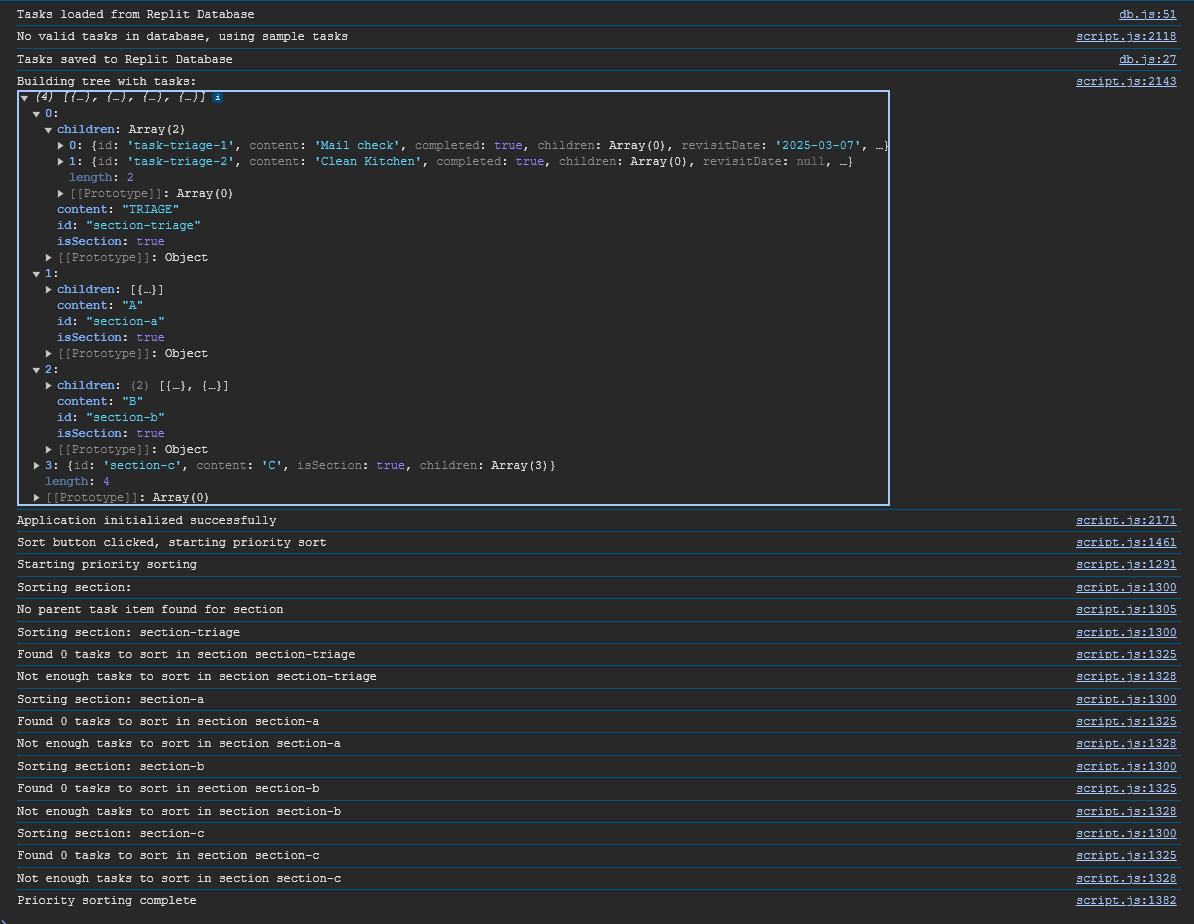 Tasks loaded from Replit Database db.js:51
No valid tasks in database, using sample tasks script.js:2118
Tasks saved to Replit Database db.js:27
Building tree with tasks: script.js:2143
▼ (4) [{…}, {…}, {…}, {…}] i
▼ 0:
▼ children: Array(2)
▶ 0: {id: 'task-triage-1', content: 'Mail check', completed: true, children: Array(0), revisitDate: '2025-03-07', …}
▶ 1: {id: 'task-triage-2', content: 'Clean Kitchen', completed: true, children: Array(0), revisitDate: null, …}
length: 2
▶ [[Prototype]]: Array(0)
content: "TRIAGE"
id: "section-triage"
isSection: true
▶ [[Prototype]]: Object
▼ 1:
▶ children: [{…}]
content: "A"
id: "section-a"
isSection: true
▶ [[Prototype]]: Object
▼ 2:
▶ children: (2) [{…}, {…}]
content: "B"
id: "section-b"
isSection: true
▶ [[Prototype]]: Object
▶ 3: {id: 'section-c', content: 'C', isSection: true, children: Array(3)}
length: 4
▶ [[Prototype]]: Array(0)
Application initialized successfully script.js:2171
Sort button clicked, starting priority sort script.js:1461
Starting priority sorting script.js:1291
Sorting section: script.js:1300
No parent task item found for section script.js:1305
Sorting section: section-triage script.js:1300
Found 0 tasks to sort in section section-triage script.js:1325
Not enough tasks to sort in section section-triage script.js:1328
Sorting section: section-a script.js:1300
Found 0 tasks to sort in section section-a script.js:1325
Not enough tasks to sort in section section-a script.js:1328
Sorting section: section-b script.js:1300
Found 0 tasks to sort in section section-b script.js:1325
Not enough tasks to sort in section section-b script.js:1328
Sorting section: section-c script.js:1300
Found 0 tasks to sort in section section-c script.js:1325
Not enough tasks to sort in section section-c script.js:1328
Priority sorting complete script.js:1382